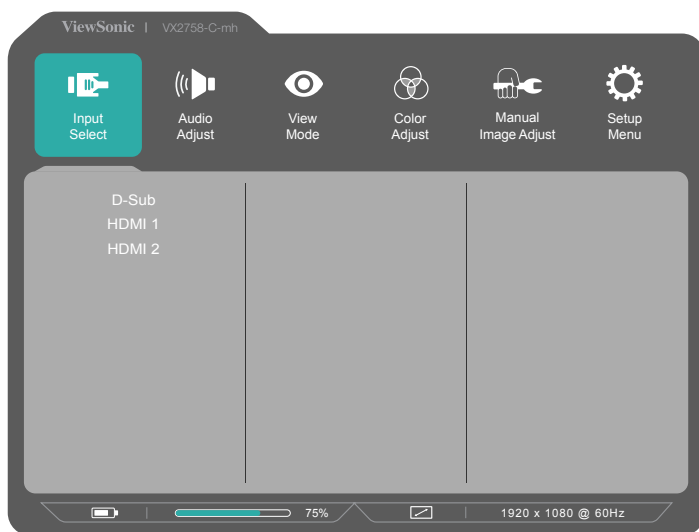 ViewSonic | VX2758-C-mh
Input
Select
Audio
Adjust
View
Mode
Color
Adjust
Manual
Image Adjust
Setup
Menu
D-Sub
HDMI 1
HDMI 2
75%
1920 x 1080 @ 60Hz